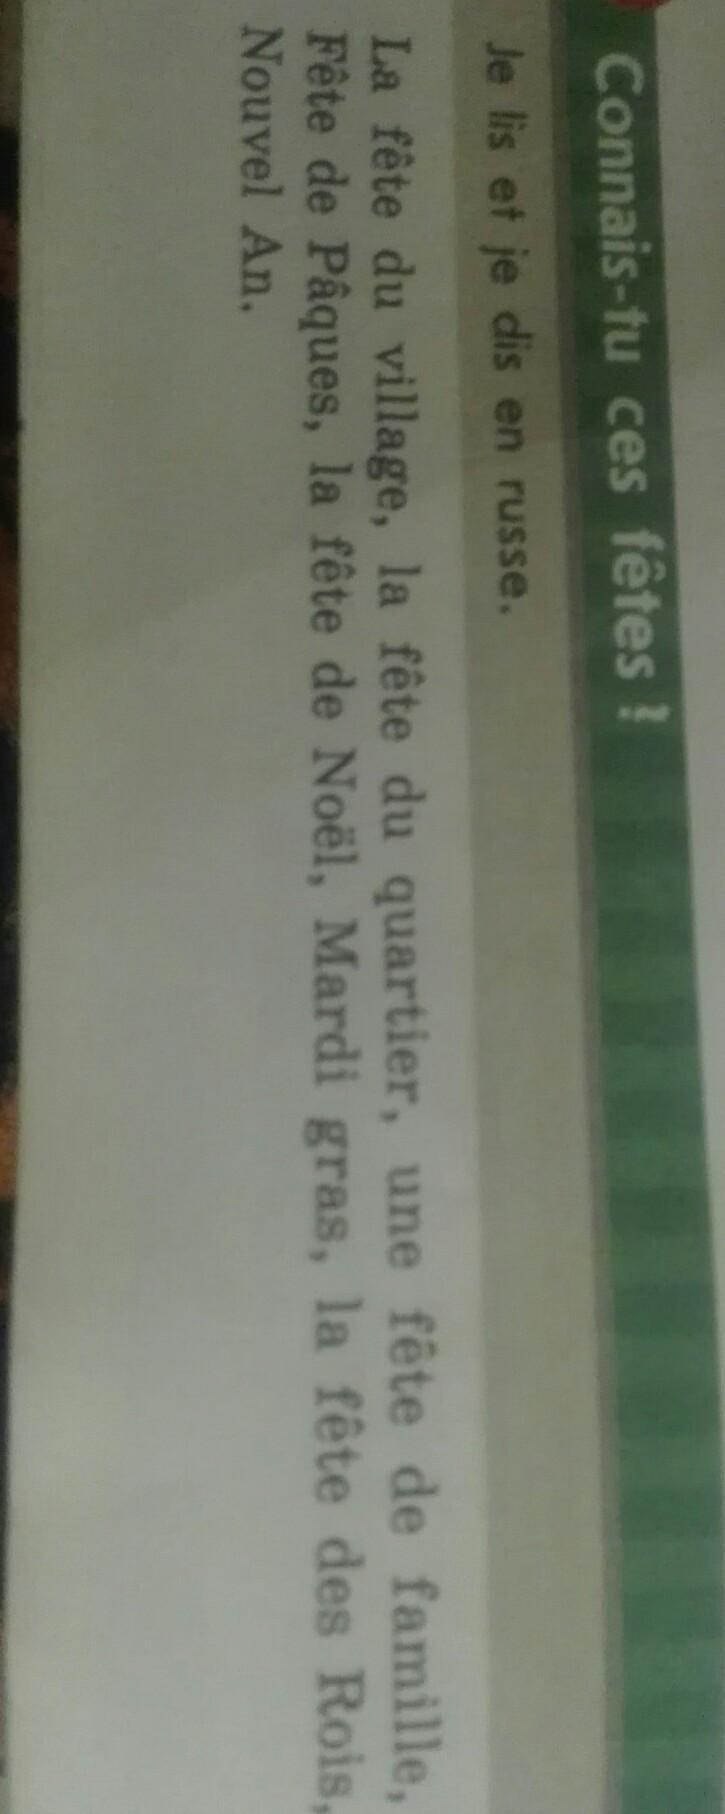 Connais-tu ces fêtes ?
Je lis et je dis en russe.
La fête du village, la fête du quartier, une fête de famille,
Fête de Pâques, la fête de Noël, Mardi gras, la fête des Rois,
Nouvel An.